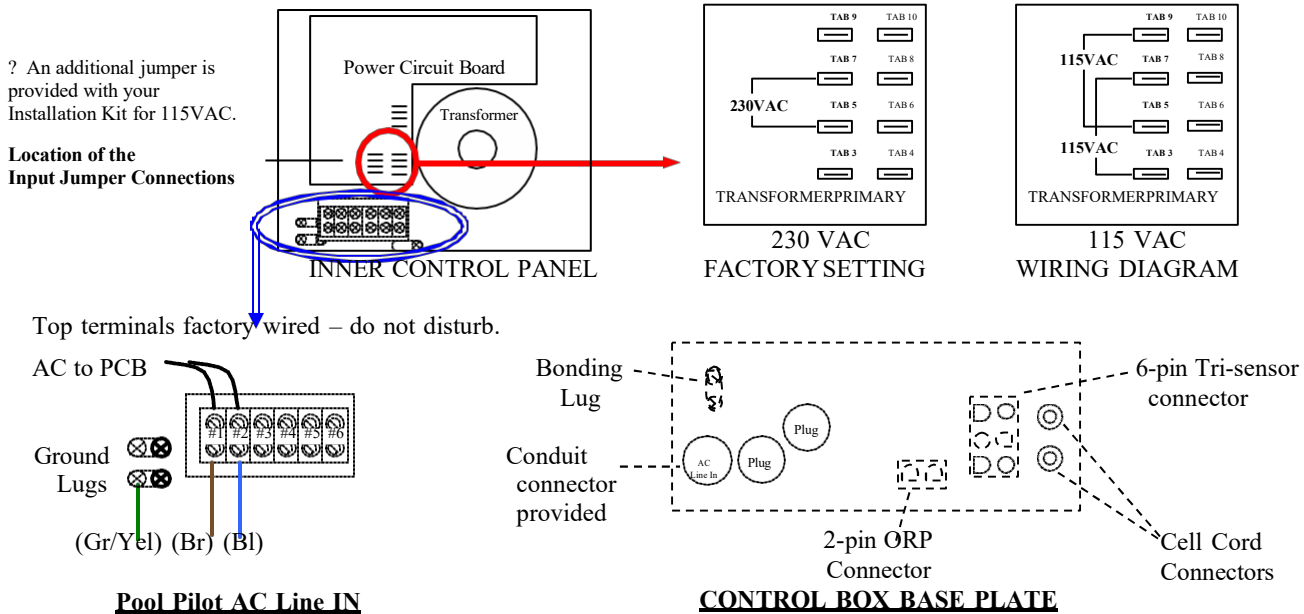 ? An additional jumper is
provided with your
Installation Kit for 115VAC.
Location of the
Input Jumper Connections
Power Circuit Board
Transformer
INNER CONTROL PANEL
TAB 9 TAB 10
TAB 7 TAB 8
230VAC
TAB 5 TAB 6
TAB 3 TAB 4
TRANSFORMERPRIMARY
230 VAC
FACTORY SETTING
TAB 9 TAB 10
115VAC
TAB 7 TAB 8
TAB 5 TAB 6
115VAC
TAB 3 TAB 4
TRANSFORMERPRIMARY
115 VAC
WIRING DIAGRAM
Top terminals factory wired – do not disturb.
AC to PCB
#1 #2 #3 #4 #5 #6
Ground
Lugs
(Gr/Yel) (Br) (Bl)
Pool Pilot AC Line IN
Bonding
Lug
Conduit
connector
provided
AC
Line In
Plug
Plug
2-pin ORP
Connector
6-pin Tri-sensor
connector
Cell Cord
Connectors
CONTROL BOX BASE PLATE